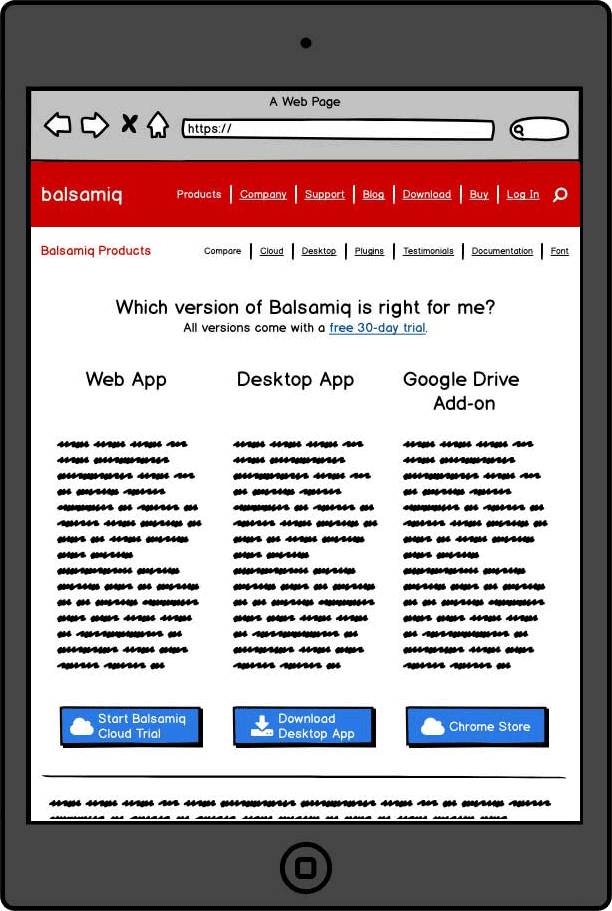 A Web Page
https://
balsamiq Products Company Support Blog Download Buy Log In
Balsamiq Products Compare Cloud Desktop Plugins Testimonials Documentation Font
Which version of Balsamiq is right for me?
All versions come with a free 30-day trial.
Web App
Desktop App
Google Drive
Add-on
Start Balsamiq
Cloud Trial
Download
Desktop App
Chrome Store